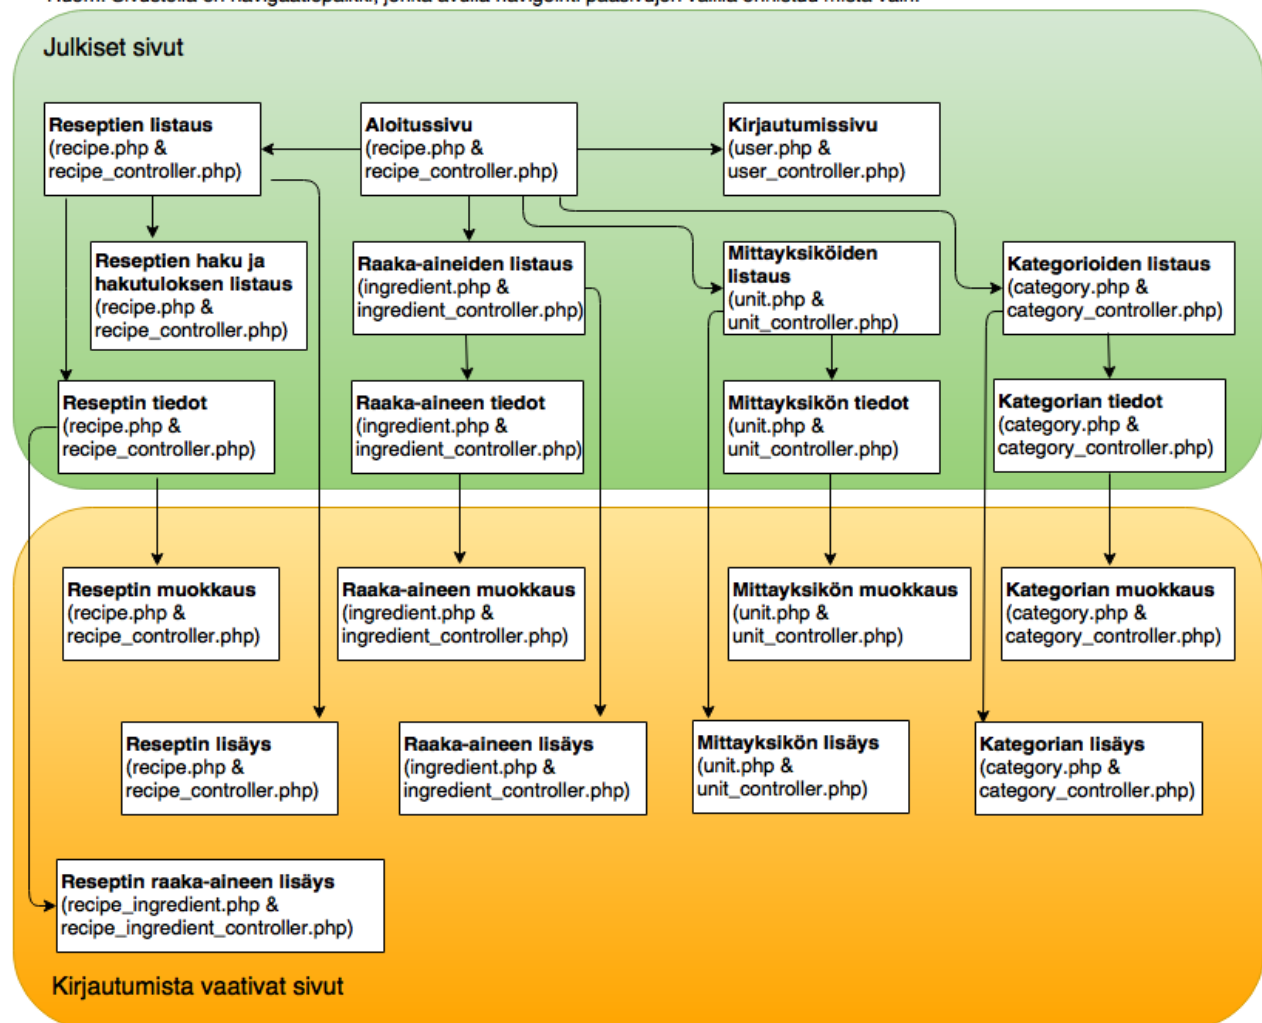 Julkiset sivut
Reseptien listaus
(recipe.php &
recipe_controller.php)
Aloitussivu
(recipe.php &
recipe_controller.php)
Kirjautumissivu
(user.php &
user_controller.php)
Reseptien haku ja
hakutuloksen listaus
(recipe.php &
recipe_controller.php)
Raaka-aineiden listaus
(ingredient.php &
ingredient_controller.php)
Mittayksiköiden
listaus
(unit.php &
unit_controller.php)
Kategorioiden listaus
(category.php &
category_controller.php)
Reseptin tiedot
(recipe.php &
recipe_controller.php)
Raaka-aineen tiedot
(ingredient.php &
ingredient_controller.php)
Mittayksikön tiedot
(unit.php &
unit_controller.php)
Kategorian tiedot
(category.php &
category_controller.php)
Reseptin muokkaus
(recipe.php &
recipe_controller.php)
Raaka-aineen muokkaus
(ingredient.php &
ingredient_controller.php)
Mittayksikön muokkaus
(unit.php &
unit_controller.php)
Kategorian muokkaus
(category.php &
category_controller.php)
Reseptin lisäys
(recipe.php &
recipe_controller.php)
Raaka-aineen lisäys
(ingredient.php &
ingredient_controller.php)
Mittayksikön lisäys
(unit.php &
unit_controller.php)
Kategorian lisäys
(category.php &
category_controller.php)
Reseptin raaka-aineen lisäys
(recipe_ingredient.php &
recipe_ingredient_controller.php)
Kirjautumista vaativat sivut